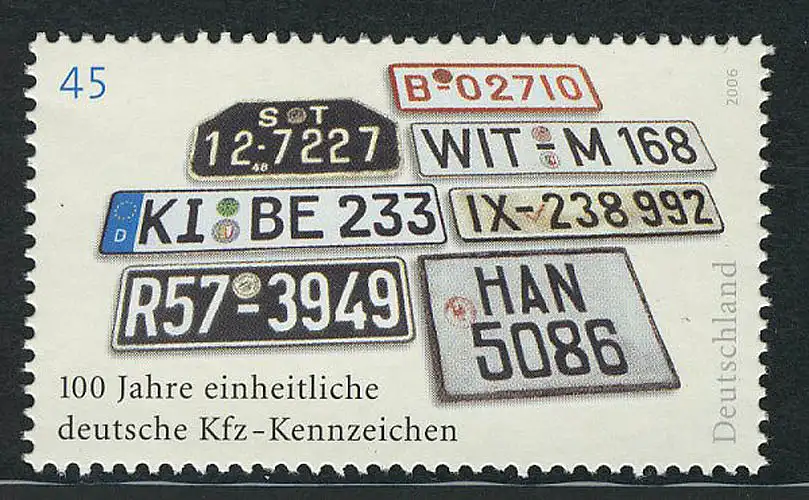 45
2006
B-02710
S T
12-7227
48
WIT-M 168
D
KI BE 233
IX-238 992
R57-3949
HAN
5086
100 Jahre einheitliche
deutsche Kfz-Kennzeichen
Deutschland